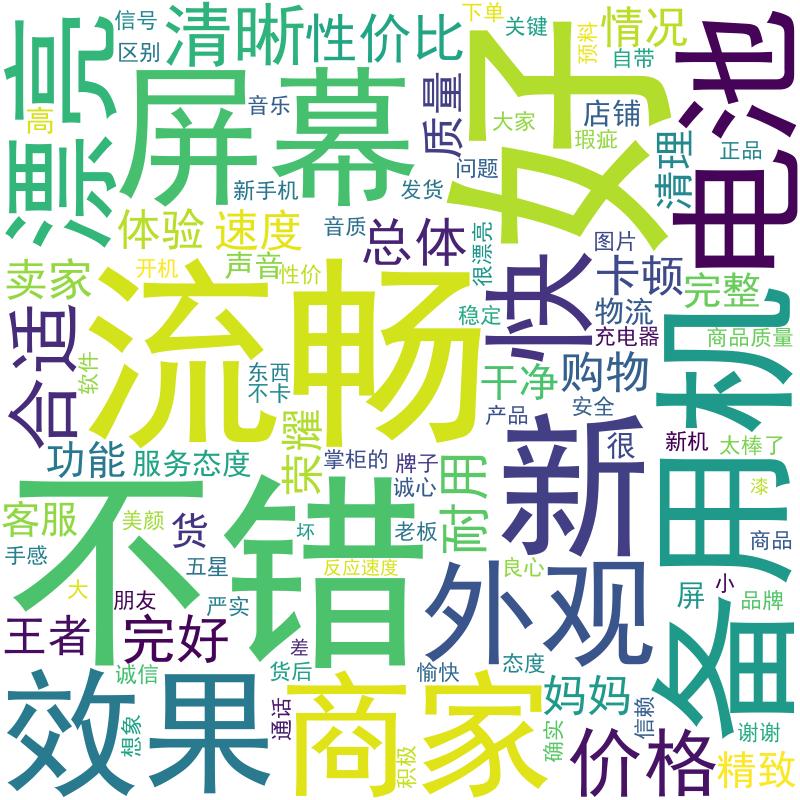 信号
清晰
性价比
下单
关键
情况
电池
漂亮
区别
预料
自带
好
屏幕
高
音乐
质量
大家
店铺
瑕疵
清理
正品
新手机
发货
问题
体验
速度
音质
总体
很漂亮
图片
卖家
开机
声音
性价
快
卡顿
完整
备用机
流畅
稳定
物流
充电器
商品质量
合适
软件
东西
不卡
干净
购物
产品
安全
荣耀
新
很
新机
太棒了
功能
服务态度
掌柜的
牌子
诚心
耐用
不错
漆
客服
美颜
货
坏
老板
商品
手感
五星
反应速度
良心
外观
屏
小
品牌
大
朋友
严实
王者
完好
差
诚信
货后
愉快
态度
效果
商家
妈妈
信赖
谢谢
想象
通话
积极
确实
价格
精致